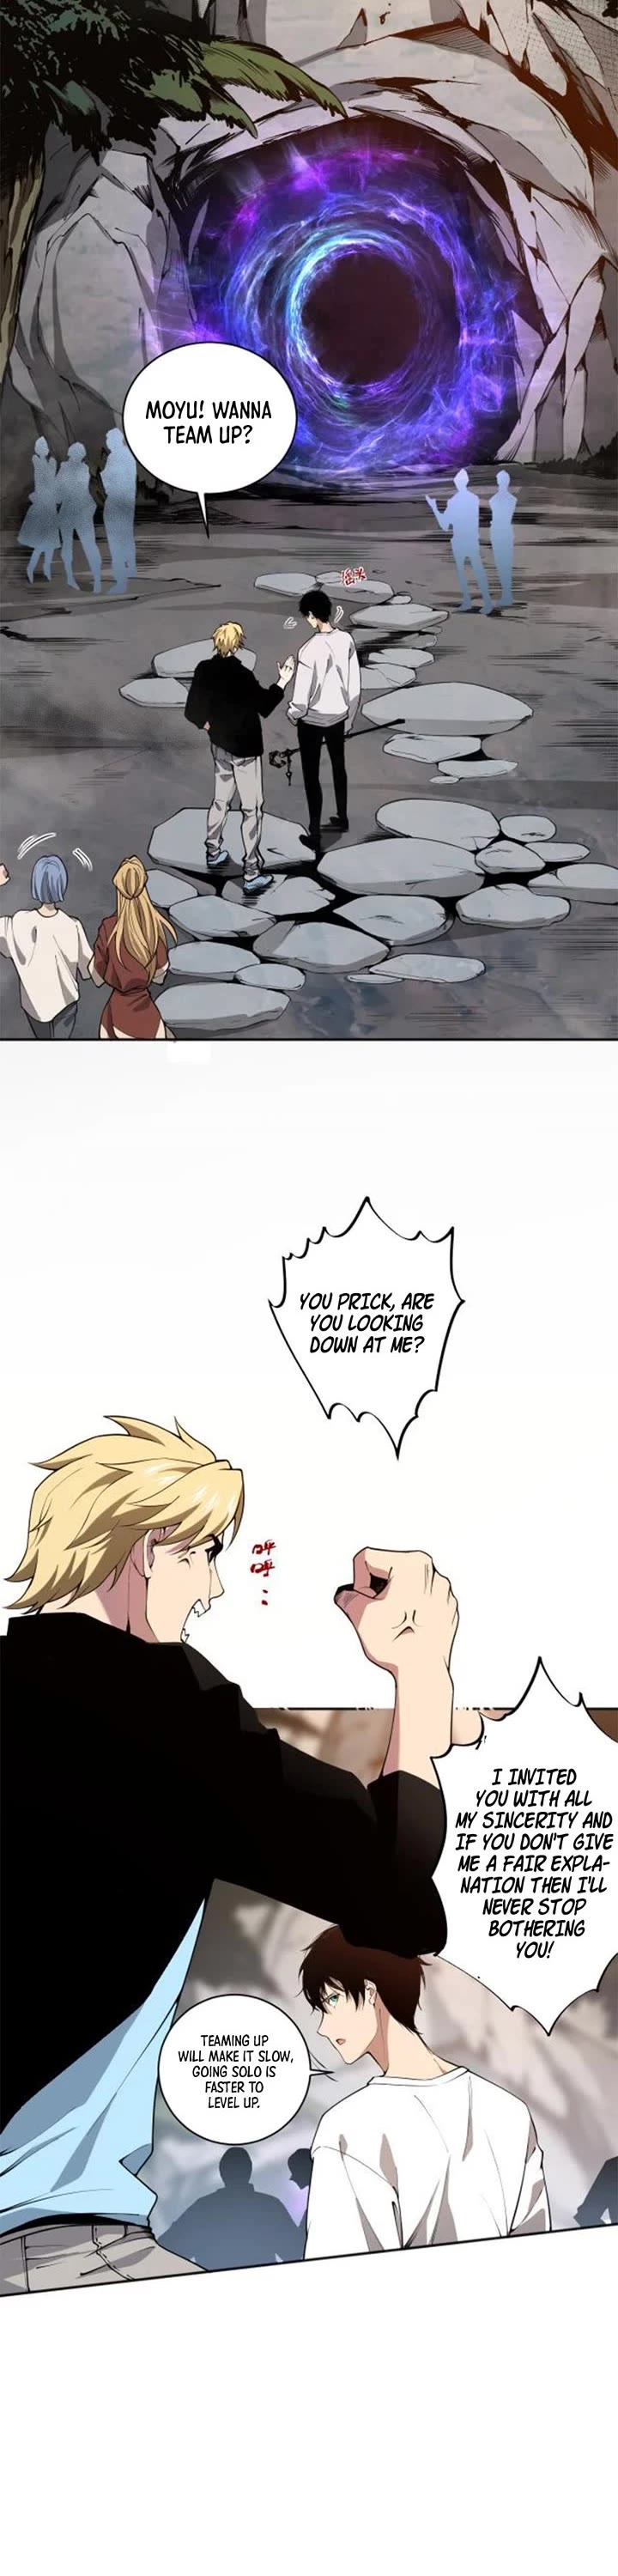 MOYU! WANNA
TEAM UP?
YOU PRICK, ARE
YOU LOOKING
DOWN AT ME?
呼
呼
:
I INVITED
YOU WITH ALL
MY SINCERITY AND
IF YOU DON'T GIVE
ME A FAIR EXPLA-
NATION THEN I'LL
NEVER STOP
BOTHERING
YOU!
TEAMING UP
WILL MAKE IT SLOW,
GOING SOLO IS
FASTER TO
LEVEL UP.